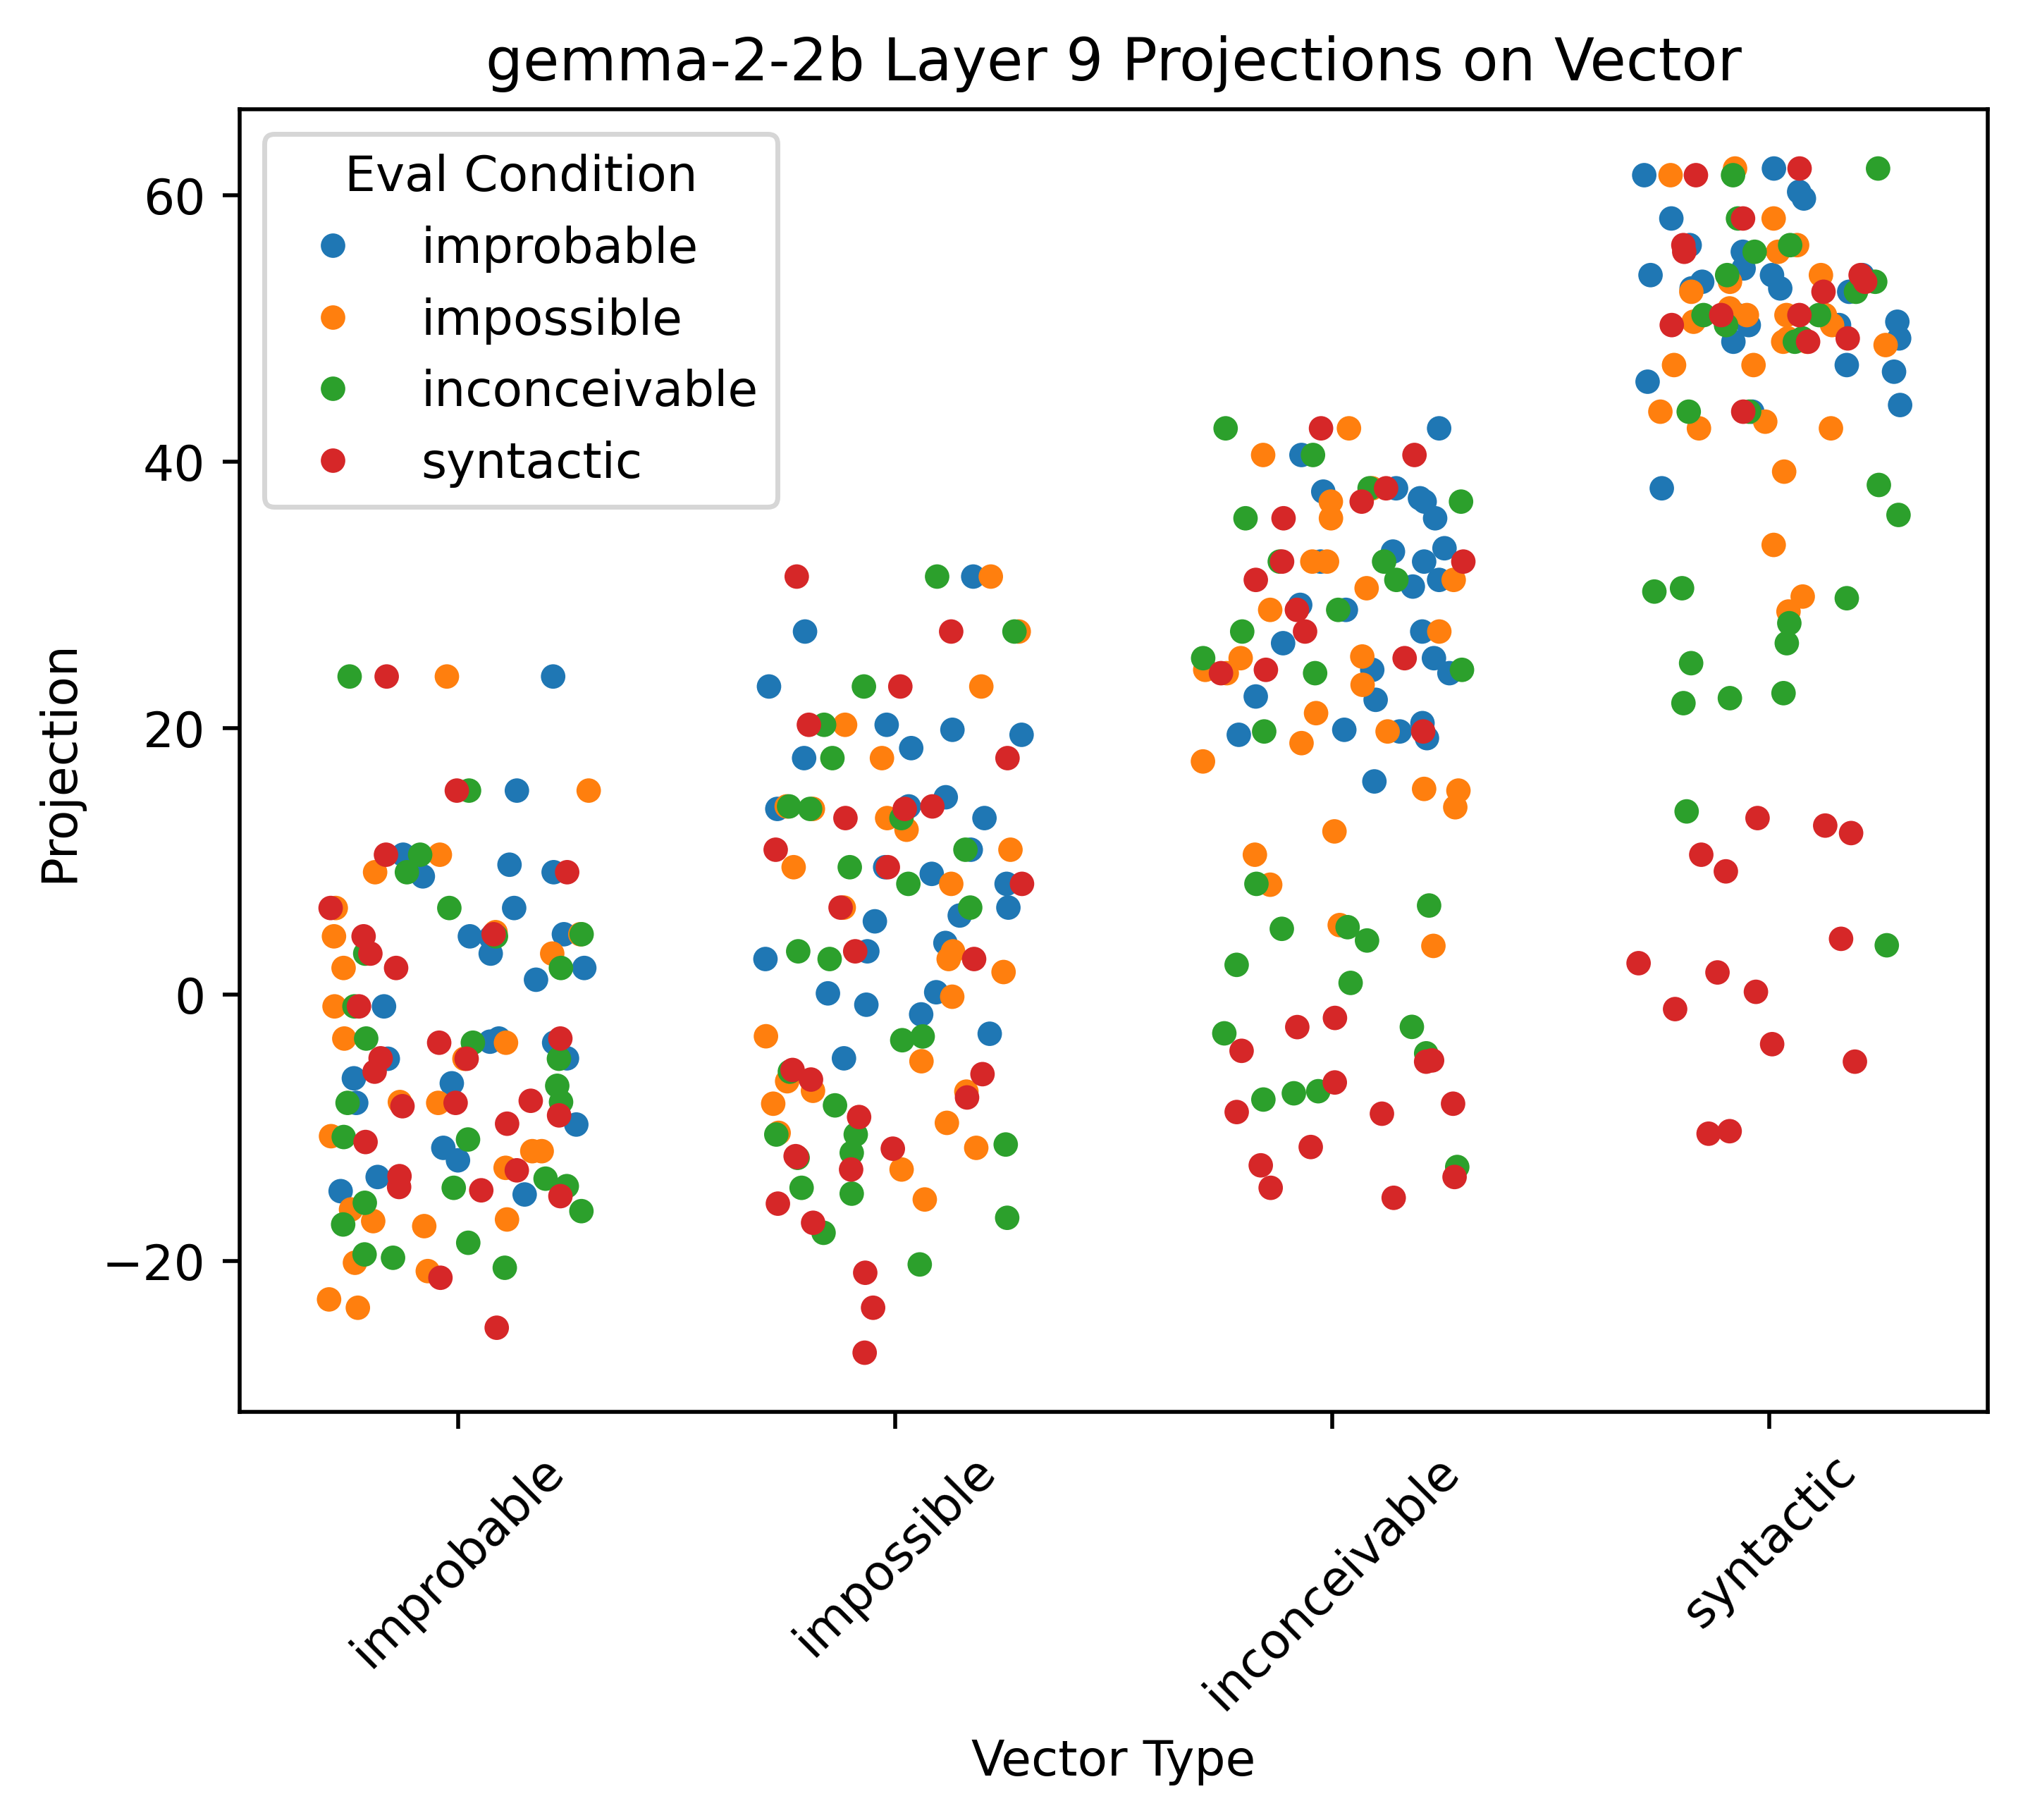 gemma-2-2b Layer 9 Projections on Vector
Eval Condition
improbable
impossible
inconceivable
syntactic
60
40
20
0
−20
Projection
improbable
impossible
inconceivable
syntactic
Vector Type